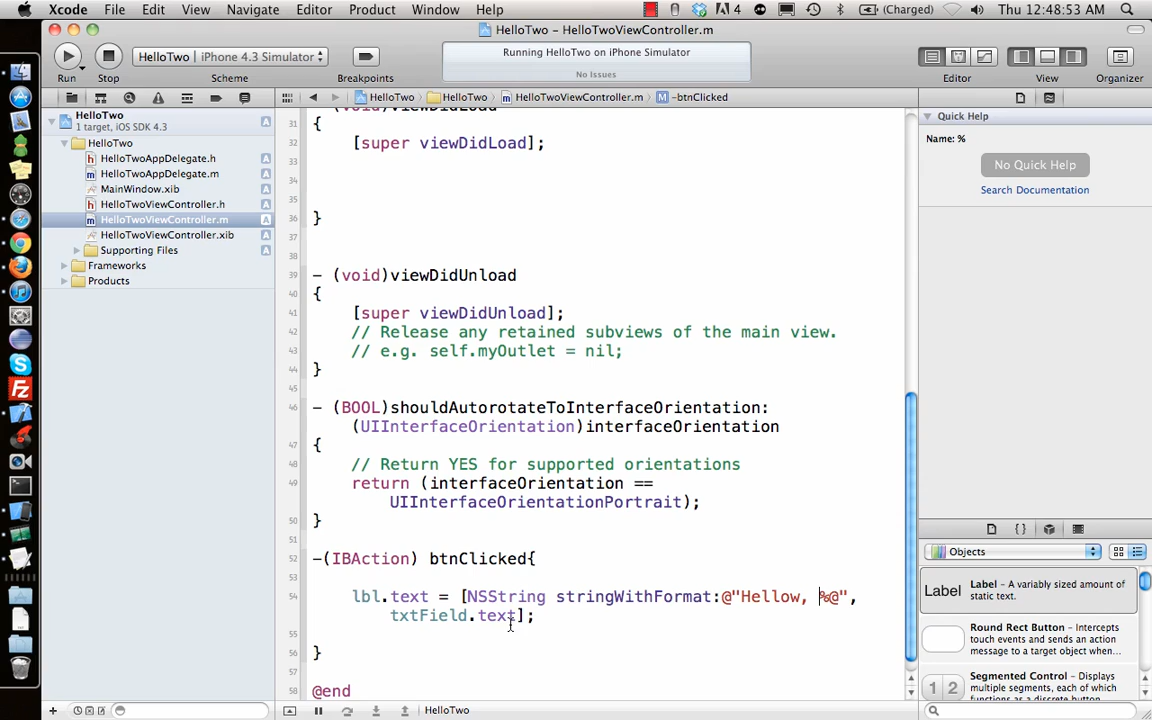 Xcode File Edit View Navigate Editor Product Window Help 4 (Charged) Thu 12:48:53 AM
HelloTwo – HelloTwoViewController.m
HelloTwo | iPhone 4.3 Simulator
Running HelloTwo on iPhone Simulator
No Issues
Run Stop Scheme Breakpoints Editor View Organizer
HelloTwo HelloTwo HelloTwoViewController.m M -btnClicked
HelloTwo
1 target, iOS SDK 4.3
HelloTwo
HelloTwoAppDelegate.h
HelloTwoAppDelegate.m
MainWindow.xib
HelloTwoViewController.h
HelloTwoViewController.m
HelloTwoViewController.xib
Supporting Files
Frameworks
Products
- (void)viewDidLoad
31 {
32 [super viewDidLoad];
33
34
35
36 }
37
38
39 - (void)viewDidUnload
40 {
41 [super viewDidUnload];
42 // Release any retained subviews of the main view.
43 // e.g. self.myOutlet = nil;
44 }
45
46 - (BOOL)shouldAutorotateToInterfaceOrientation:
(UIInterfaceOrientation)interfaceOrientation
47 {
48 // Return YES for supported orientations
49 return (interfaceOrientation ==
UIInterfaceOrientationPortrait);
50 }
51
52 -(IBAction) btnClicked{
53
54 lbl.text = [NSString stringWithFormat:@"Hellow, %@",
txtField.text];
55
56 }
57
58 @end
HelloTwo
Quick Help
Name: %
No Quick Help
Search Documentation
Objects
Label
Label – A variably sized amount of
static text.
Round Rect Button – Intercepts
touch events and sends an action
message to a target object when...
1 2
Segmented Control – Displays
multiple segments, each of which
functions as a discrete button.